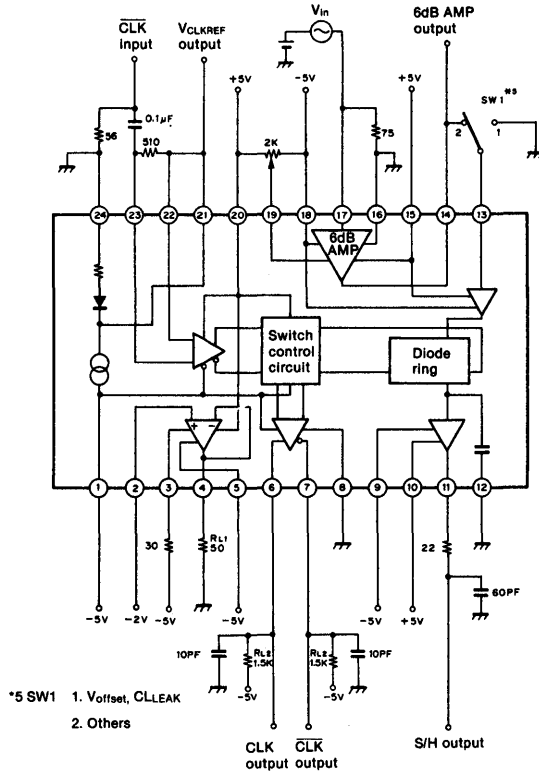 CLK
input
VCLKREF
output
Vin
6dB AMP
output
+5V
-5V
+5V
SW1*5
2
1
0.1µF
56
510
2K
75
24
23
22
21
20
19
18
17
16
15
14
13
6dB
AMP
Switch
control
circuit
Diode
ring
+
-
1
2
3
4
5
6
7
8
9
10
11
12
30
RL1
50
22
60PF
-5V
-2V
-5V
-5V
-5V
+5V
10PF
RL2
1.5K
-5V
RL2
1.5K
-5V
10PF
*5 SW1 1. Voffset, CLLEAK
2. Others
CLK
output
CLK
output
S/H output